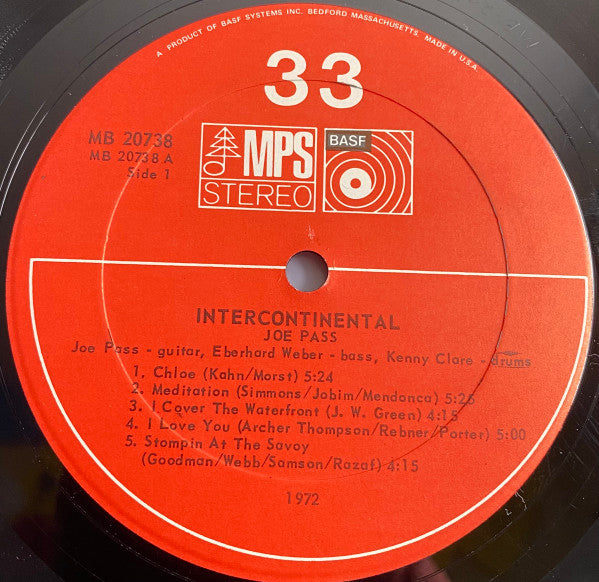 A PRODUCT OF BASF SYSTEMS INC. BEDFORD MASSACHUSETTS. MADE IN U.S.A.
33
MB 20738
MB 20738 A
Side 1
MPS
STEREO
BASF
INTERCONTINENTAL
JOE PASS
Joe Pass - guitar, Eberhard Weber - bass, Kenny Clare - drums
1. Chloe (Kahn/Morst) 5:24
2. Meditation (Simmons/Jobim/Mendonca) 5:26
3. I Cover The Waterfront (J. W. Green) 4:15
4. I Love You (Archer Thompson/Rebner/Porter) 5:00
5. Stompin At The Savoy
(Goodman/Webb/Samson/Razaf) 4:15
1972